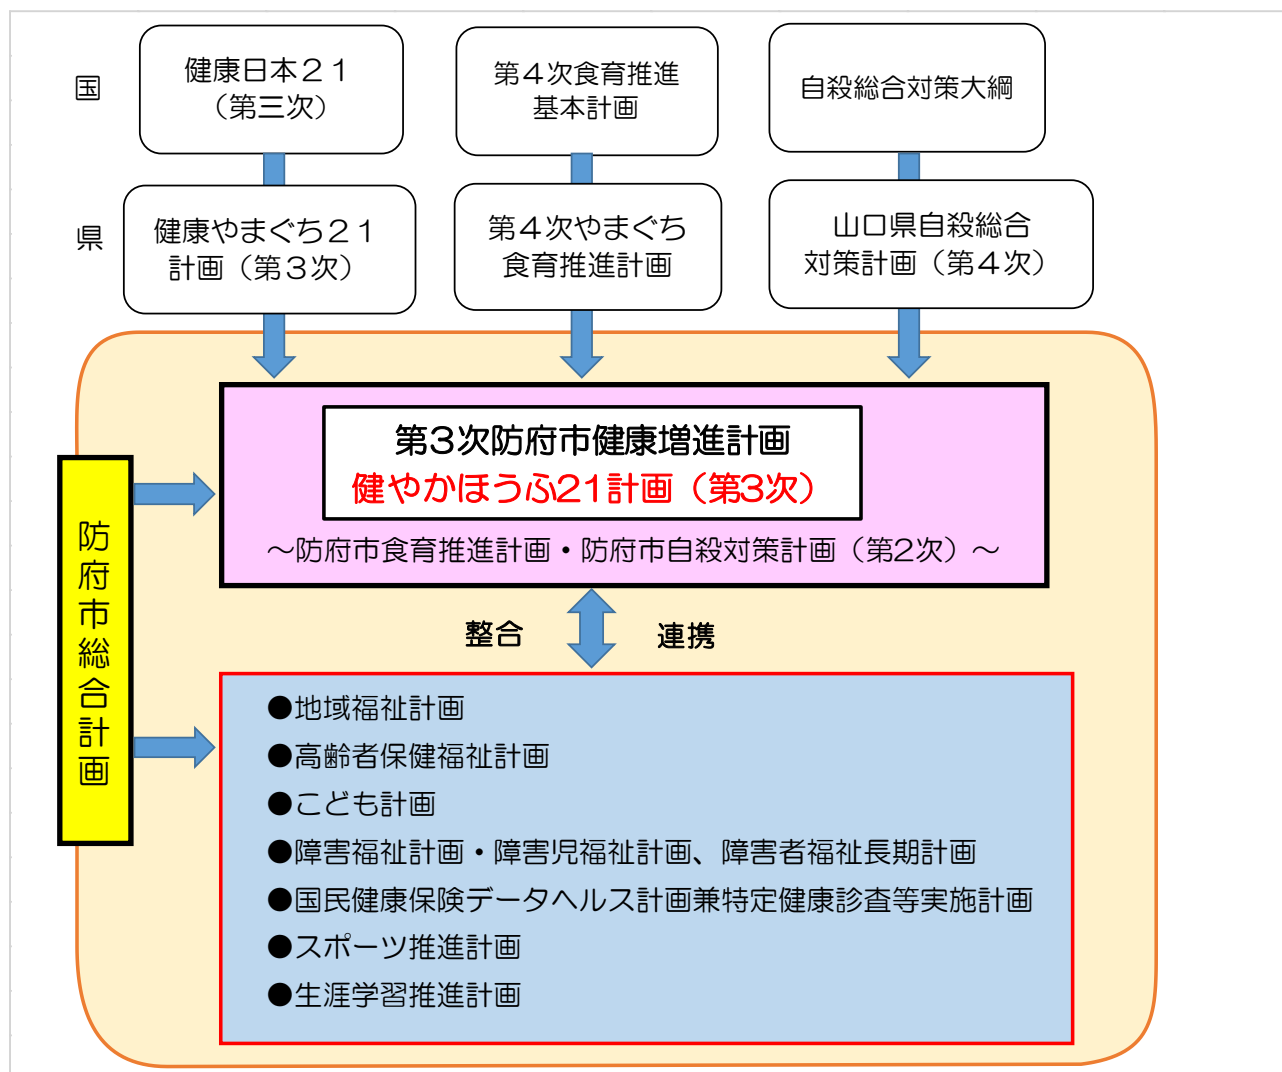 国
健康日本２１
（第三次）
第４次食育推進
基本計画
自殺総合対策大綱
県
健康やまぐち２１
計画（第３次）
第４次やまぐち
食育推進計画
山口県自殺総合
対策計画（第４次）
防府市総合計画
第3次防府市健康増進計画
健やかほうふ21計画（第3次）
～防府市食育推進計画・防府市自殺対策計画（第2次）～
整合
連携
●地域福祉計画
●高齢者保健福祉計画
●こども計画
●障害福祉計画・障害児福祉計画、障害者福祉長期計画
●国民健康保険データヘルス計画兼特定健康診査等実施計画
●スポーツ推進計画
●生涯学習推進計画